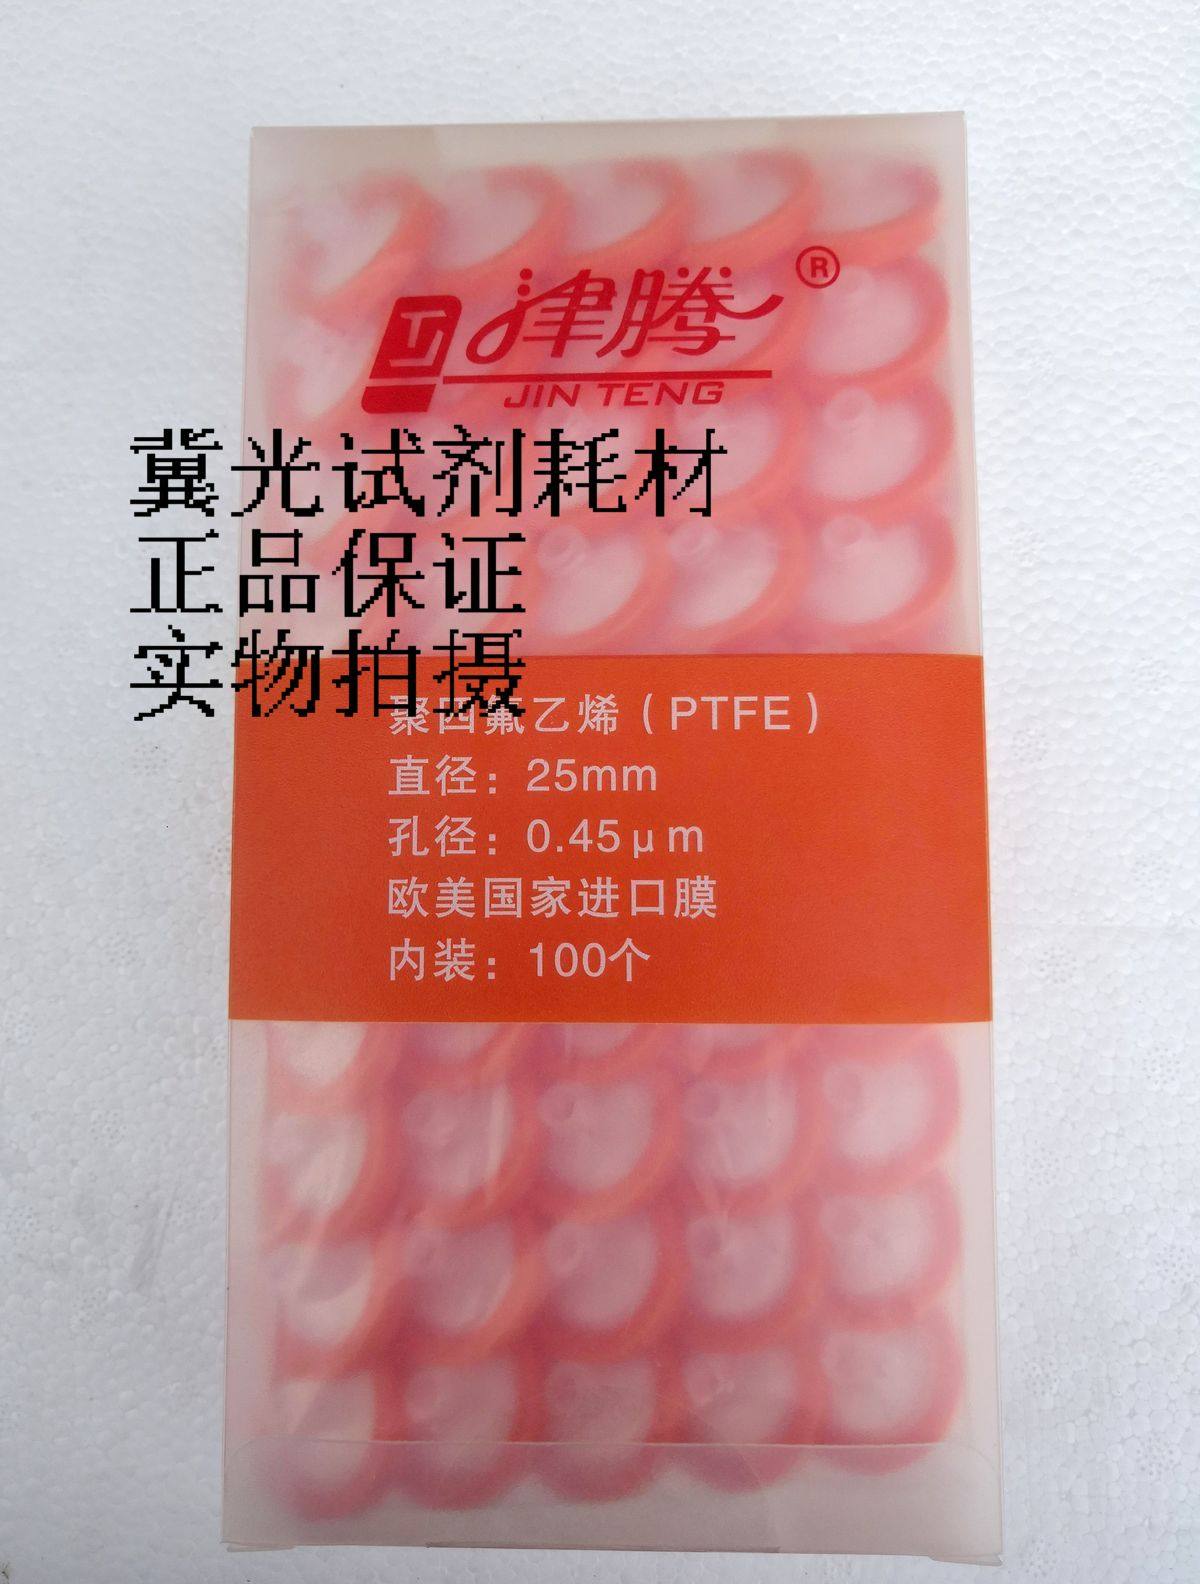 津腾®
TJ
JIN TENG
冀光试剂耗材
正品保证
实物拍摄
聚四氟乙烯（PTFE）
直径：25mm
孔径：0.45μm
欧美国家进口膜
内装：100个